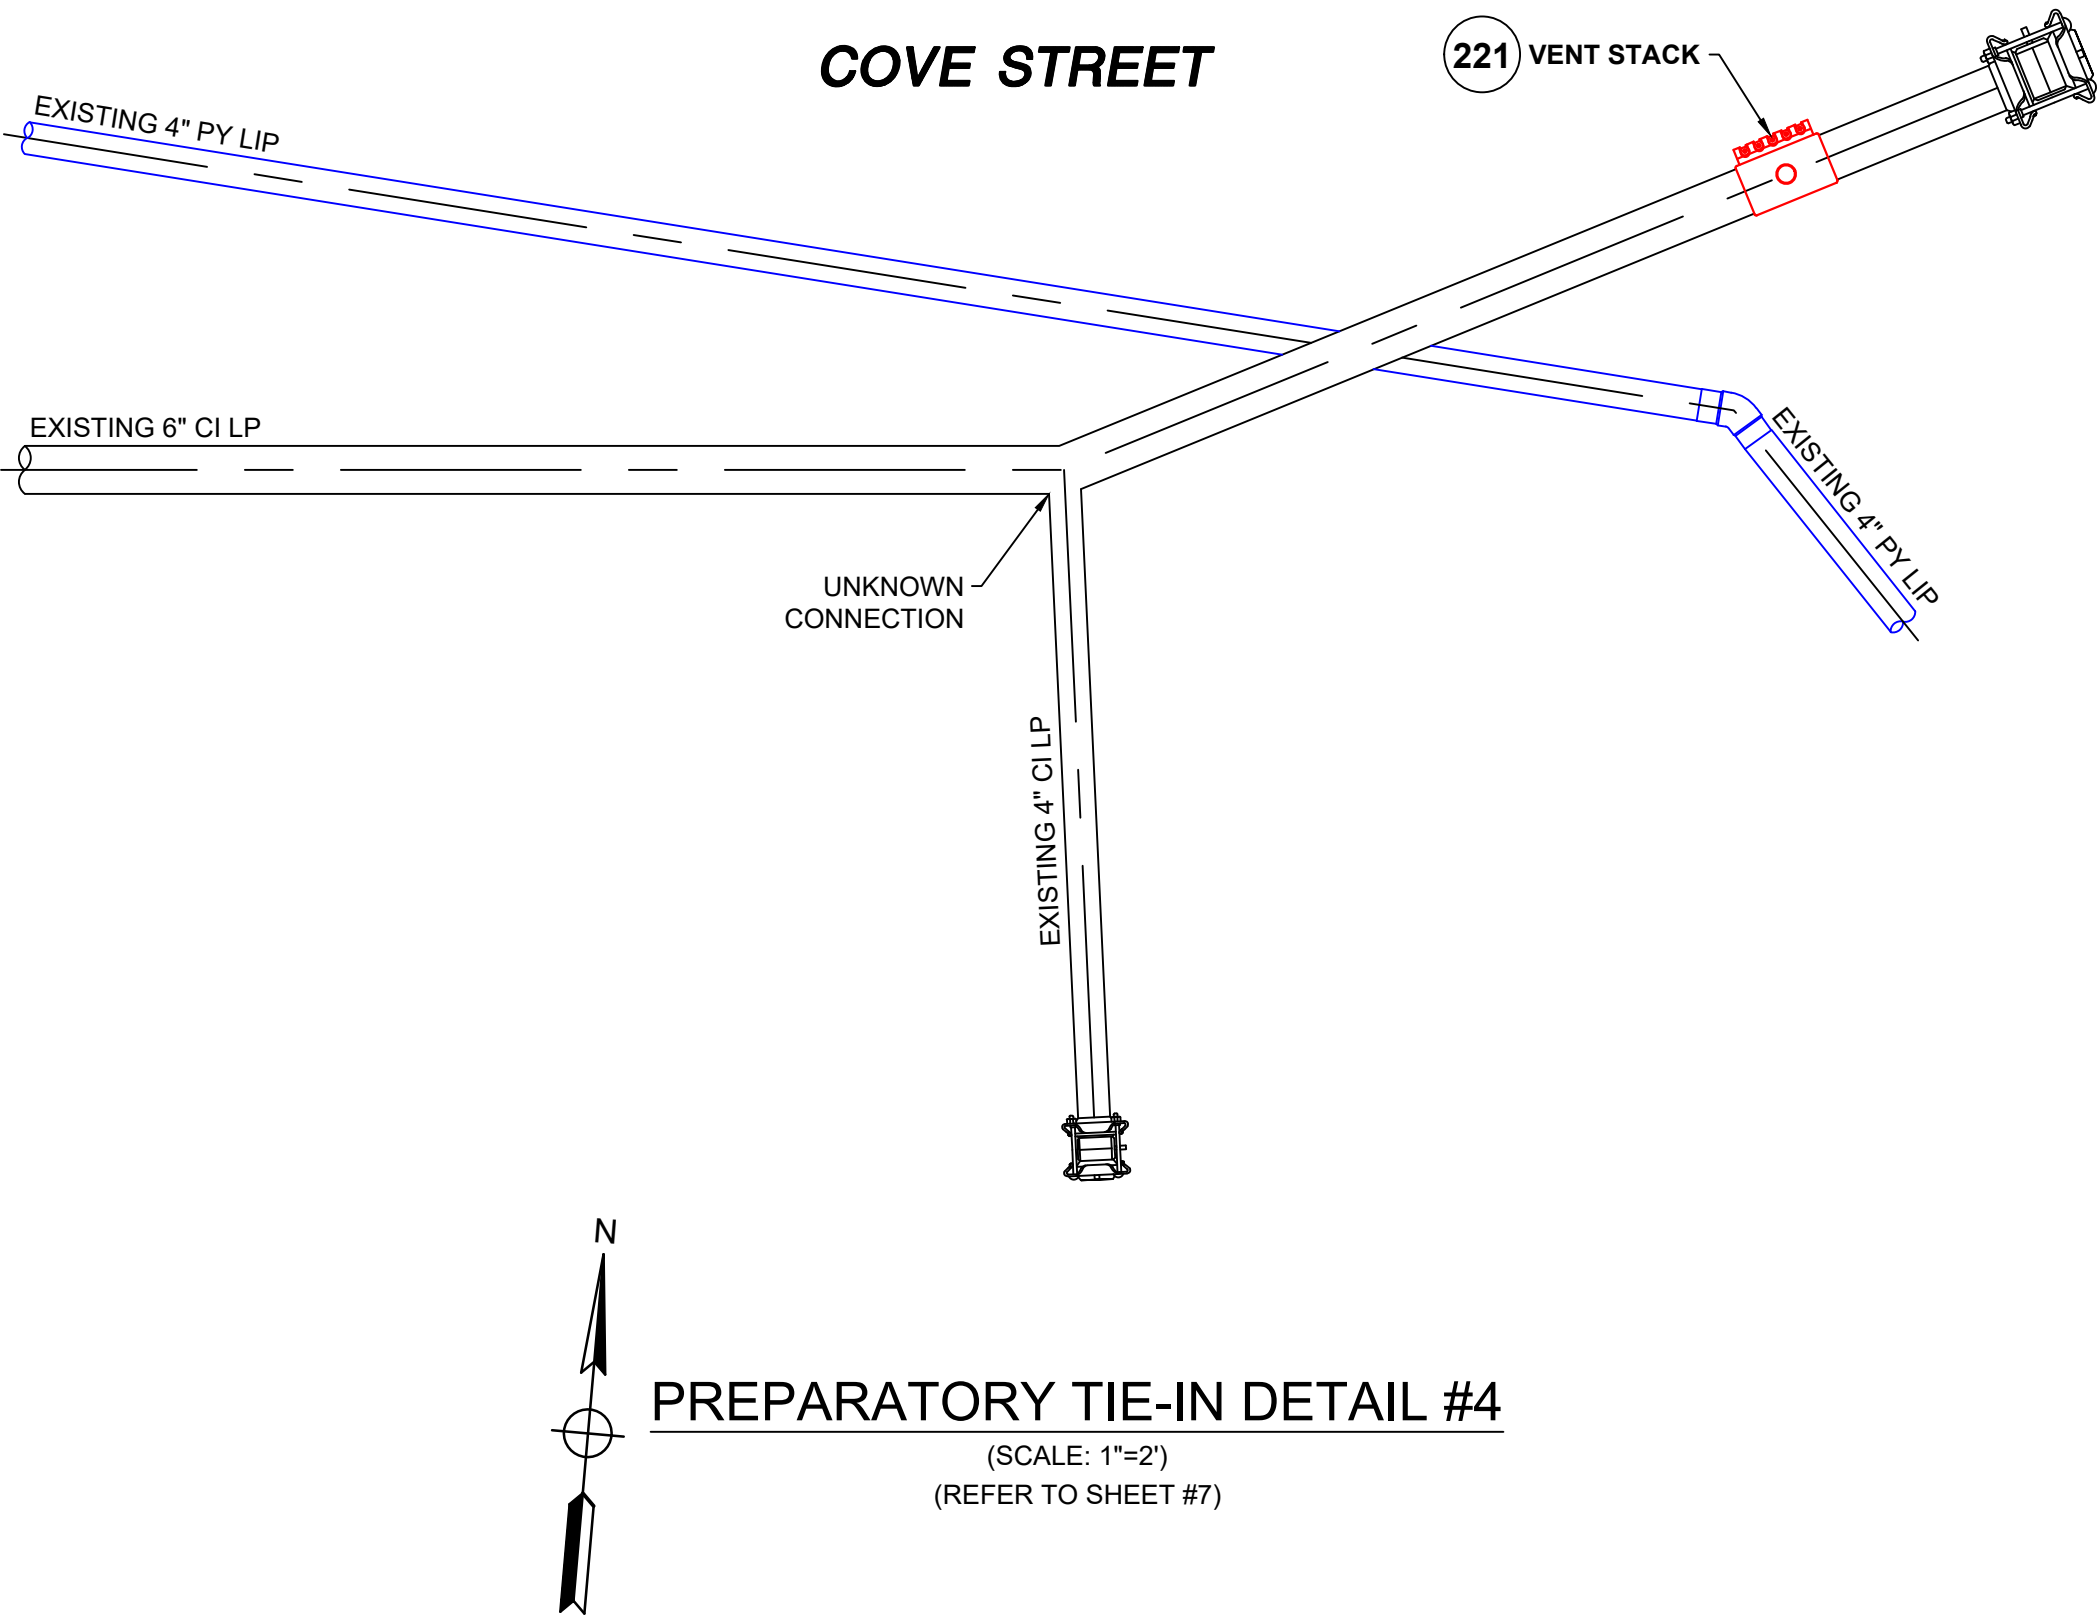 COVE STREET
221 VENT STACK
EXISTING 4" PY LIP
EXISTING 6" CI LP
EXISTING 4" PY LIP
UNKNOWN
CONNECTION
EXISTING 4" CI LP
N
PREPARATORY TIE-IN DETAIL #4
(SCALE: 1"=2')
(REFER TO SHEET #7)